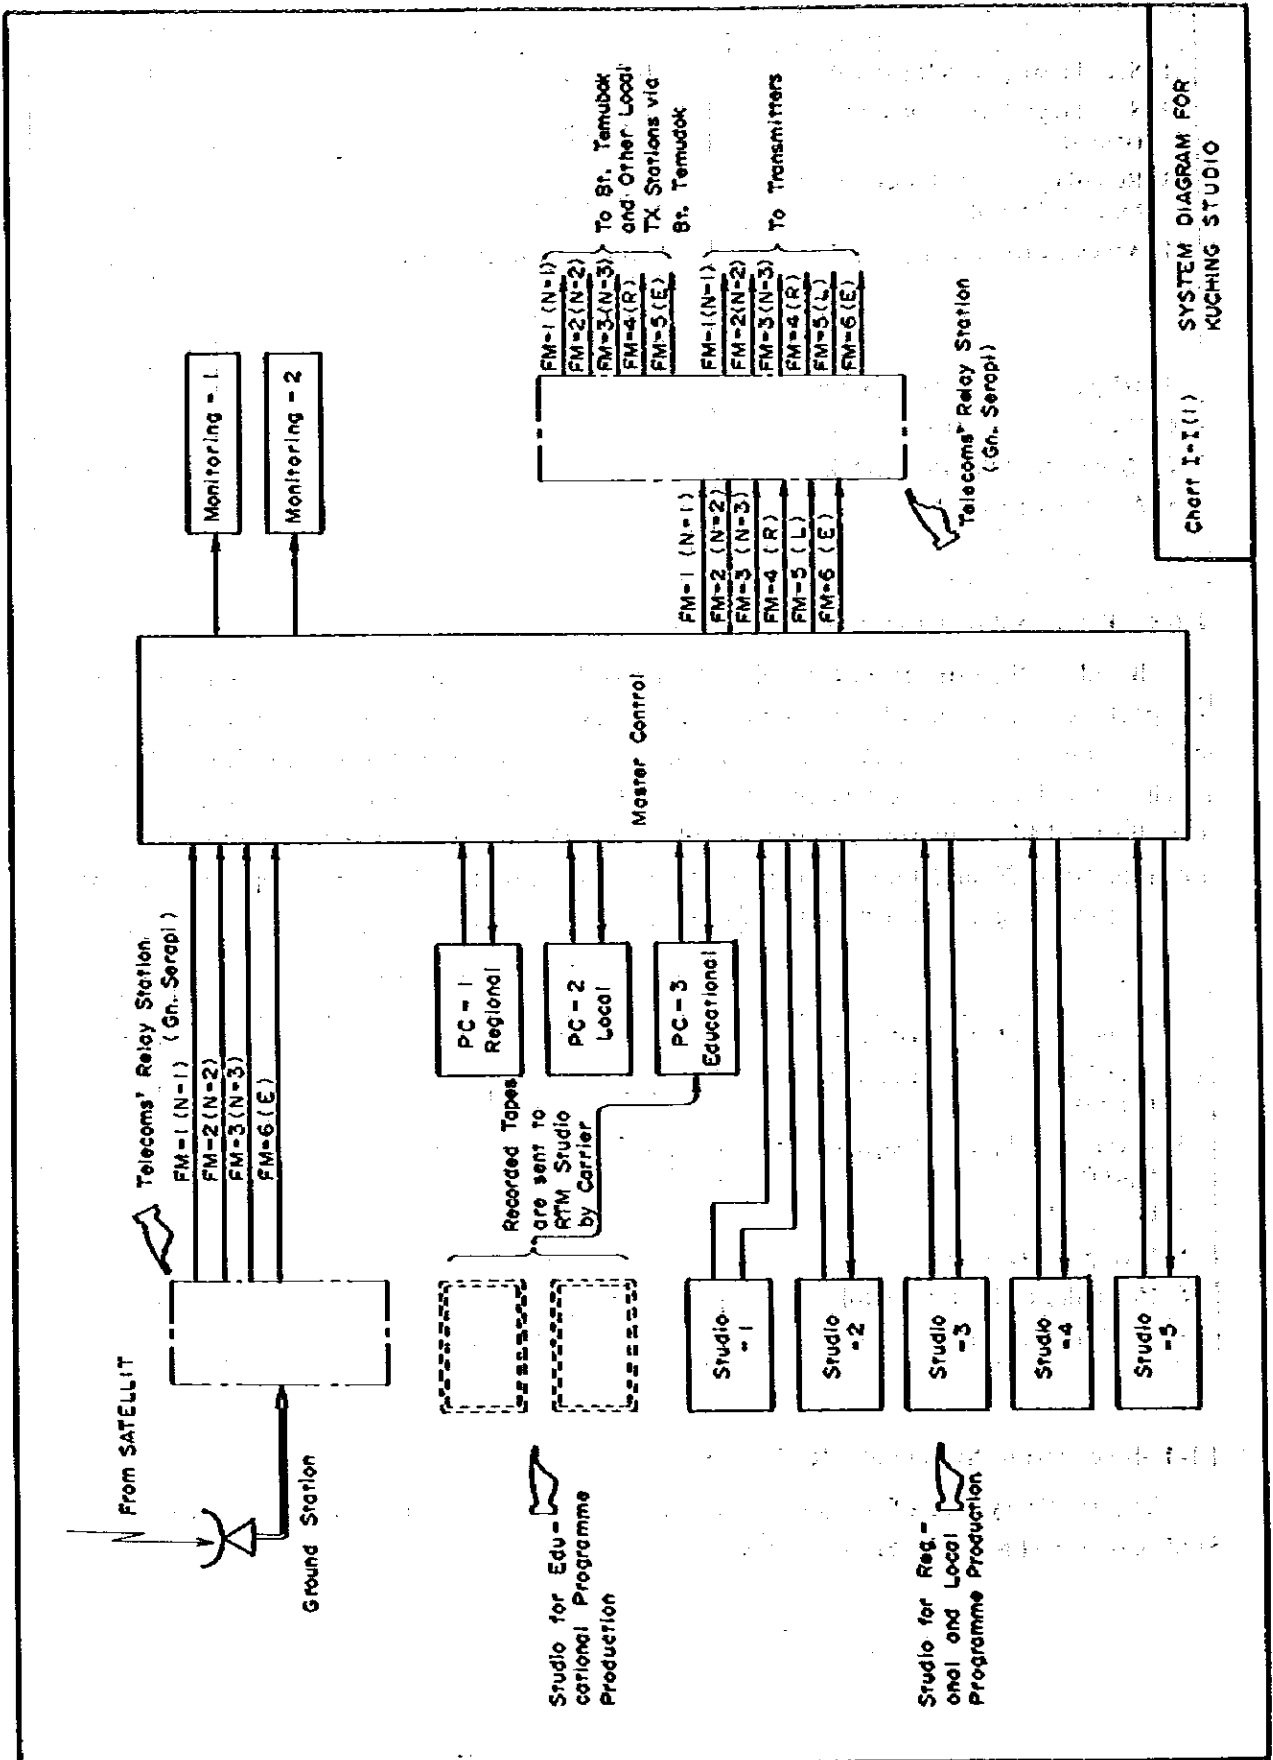 From SATELLIT
Ground Station
Telecoms' Relay Station
(Gn. Serapi)
FM-1 (N-1)
FM-2 (N-2)
FM-3 (N-3)
FM-6 (E)
Monitoring - 1
Monitoring - 2
Studio for Edu-
cational Programme
Production
Recorded Tapes
are sent to
RTM Studio
by Carrier
PC - 1
Regional
PC - 2
Local
PC - 3
Educational
Master Control
FM-1 (N-1)
FM-2 (N-2)
FM-3 (N-3)
FM-4 (R)
FM-5 (E)
To Bt. Temubok
and Other Local
TX Stations via
Bt. Temudok
FM-1 (N-1)
FM-2 (N-2)
FM-3 (N-3)
FM-4 (R)
FM-5 (L)
FM-6 (E)
FM-1 (N-1)
FM-2 (N-2)
FM-3 (N-3)
FM-4 (R)
FM-5 (L)
FM-6 (E)
To Transmitters
Telecoms' Relay Station
(Gn. Serapi)
Studio
- 1
Studio
- 2
Studio
- 3
Studio
- 4
Studio
- 5
Studio for Reg.-
onal and Local
Programme Production
Chart I-I(1) SYSTEM DIAGRAM FOR
KUCHING STUDIO